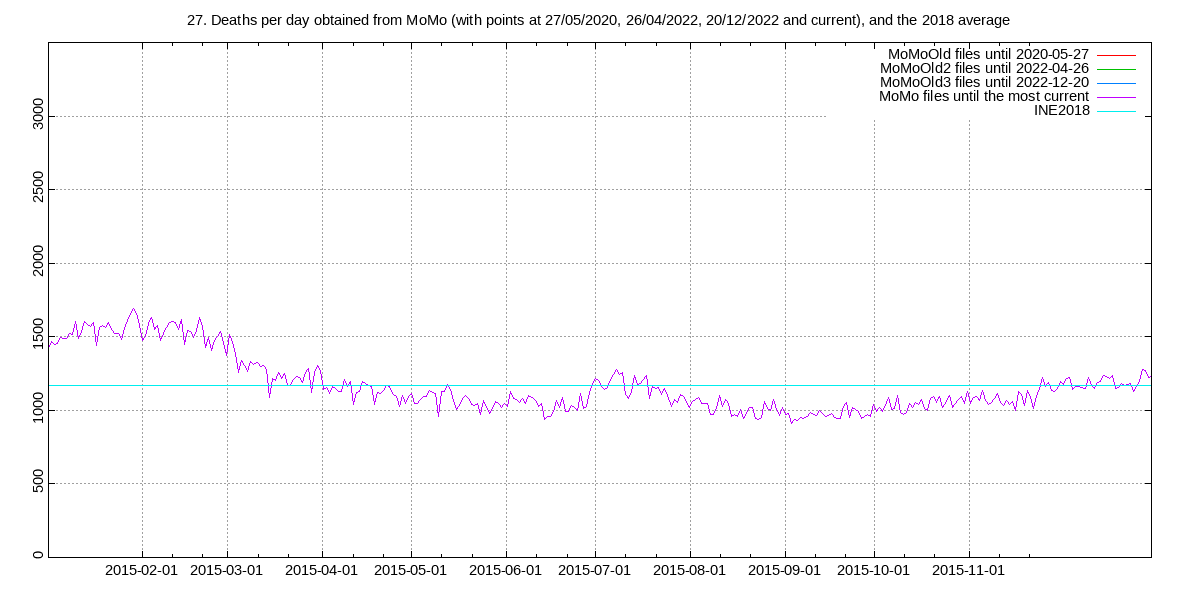 27. Deaths per day obtained from MoMo (with points at 27/05/2020, 26/04/2022, 20/12/2022 and current), and the 2018 average
MoMoOld files until 2020-05-27
MoMoOld2 files until 2022-04-26
MoMoOld3 files until 2022-12-20
MoMo files until the most current
INE2018
3000
2500
2000
1500
1000
500
0
2015-02-01 2015-03-01 2015-04-01 2015-05-01 2015-06-01 2015-07-01 2015-08-01 2015-09-01 2015-10-01 2015-11-01